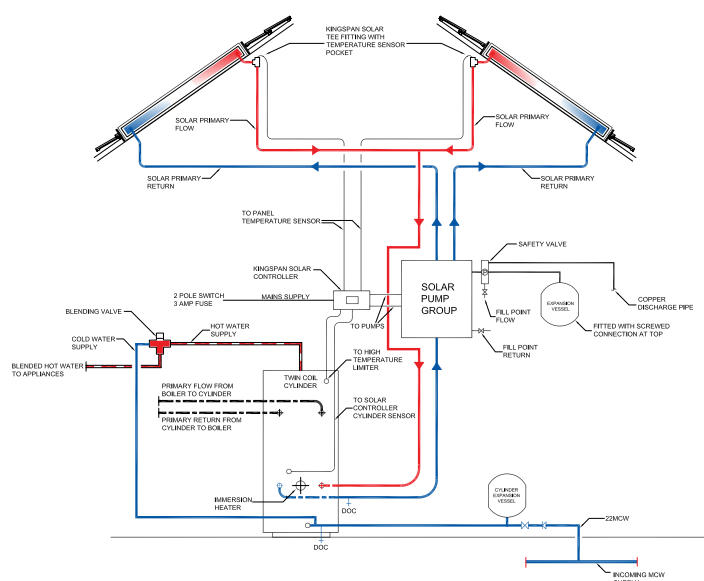 KINGSPAN SOLAR
TEE FITTING WITH
TEMPERATURE SENSOR
POCKET
SOLAR PRIMARY
FLOW
SOLAR PRIMARY
FLOW
SOLAR PRIMARY
RETURN
SOLAR PRIMARY
RETURN
TO PANEL
TEMPERATURE SENSOR
SAFETY VALVE
KINGSPAN SOLAR
CONTROLLER
2 POLE SWITCH
3 AMP FUSE
MAINS SUPPLY
SOLAR
PUMP
GROUP
EXPANSION
VESSEL
COPPER
DISCHARGE PIPE
BLENDING VALVE
HOT WATER
SUPPLY
TO PUMPS
FILL POINT
FLOW
FITTED WITH SCREWED
CONNECTION AT TOP
COLD WATER
SUPPLY
FILL POINT
RETURN
BLENDED HOT WATER
TO APPLIANCES
TWIN COIL
CYLINDER
TO HIGH
TEMPERATURE
LIMITER
PRIMARY FLOW FROM
BOILER TO CYLINDER
PRIMARY RETURN FROM
CYLINDER TO BOILER
TO SOLAR
CONTROLLER
CYLINDER SENSOR
IMMERSION
HEATER
DOC
CYLINDER
EXPANSION
VESSEL
22MCW
DOC
INCOMING MCW